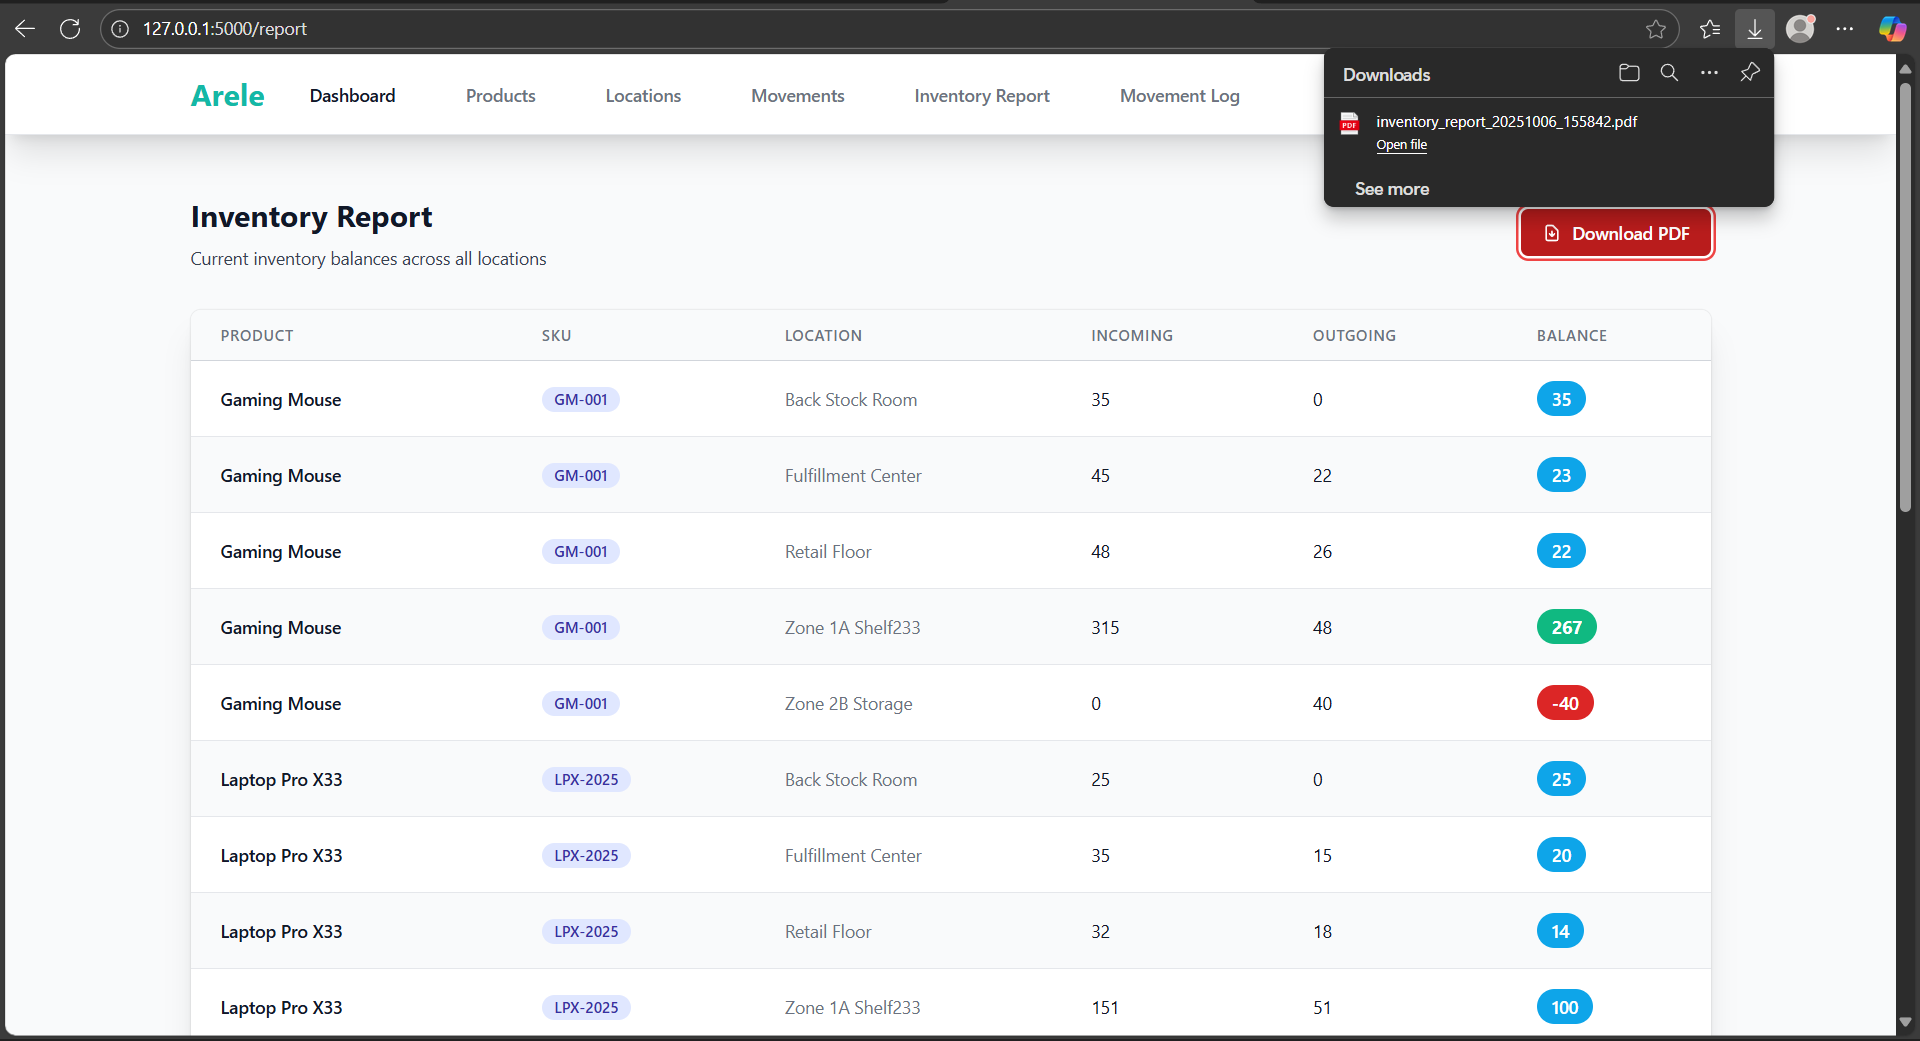 127.0.0.1:5000/report
Downloads
inventory_report_20251006_155842.pdf
Open file
See more
Arele Dashboard Products Locations Movements Inventory Report Movement Log
Inventory Report
Current inventory balances across all locations
Download PDF
PRODUCT SKU LOCATION INCOMING OUTGOING BALANCE
Gaming Mouse GM-001 Back Stock Room 35 0 35
Gaming Mouse GM-001 Fulfillment Center 45 22 23
Gaming Mouse GM-001 Retail Floor 48 26 22
Gaming Mouse GM-001 Zone 1A Shelf233 315 48 267
Gaming Mouse GM-001 Zone 2B Storage 0 40 -40
Laptop Pro X33 LPX-2025 Back Stock Room 25 0 25
Laptop Pro X33 LPX-2025 Fulfillment Center 35 15 20
Laptop Pro X33 LPX-2025 Retail Floor 32 18 14
Laptop Pro X33 LPX-2025 Zone 1A Shelf233 151 51 100